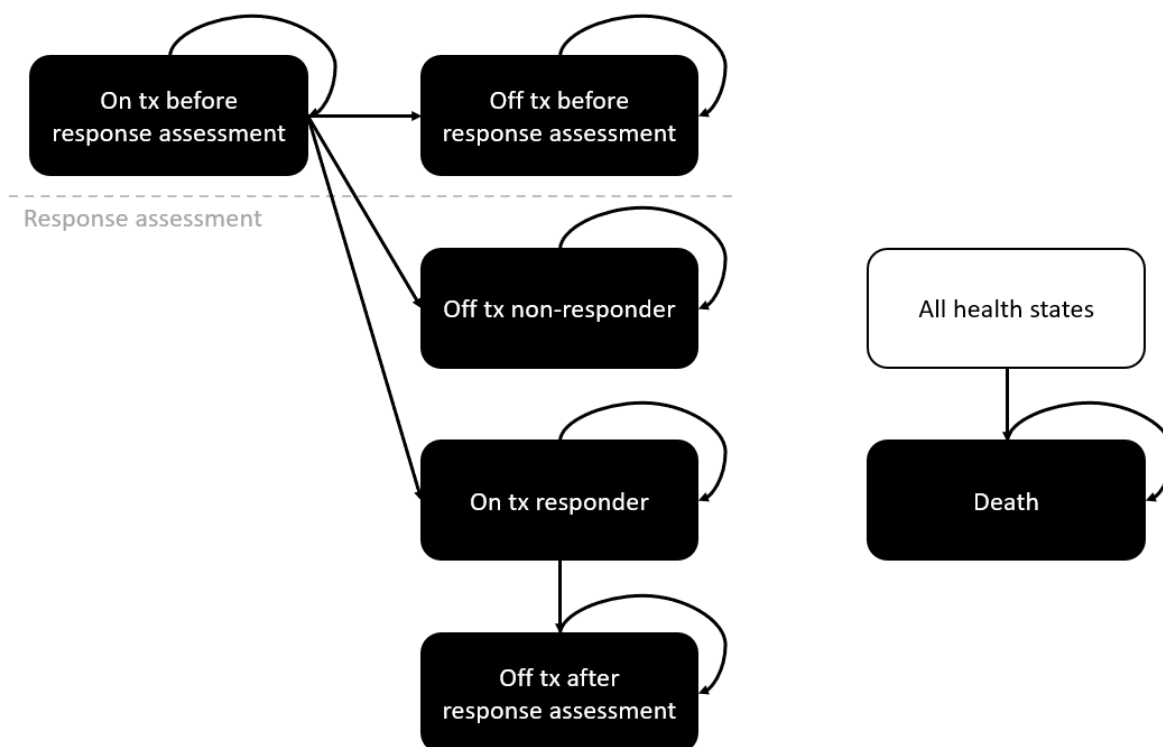 On tx before
response assessment
Off tx before
response assessment
Response assessment
Off tx non-responder
All health states
On tx responder
Death
Off tx after
response assessment